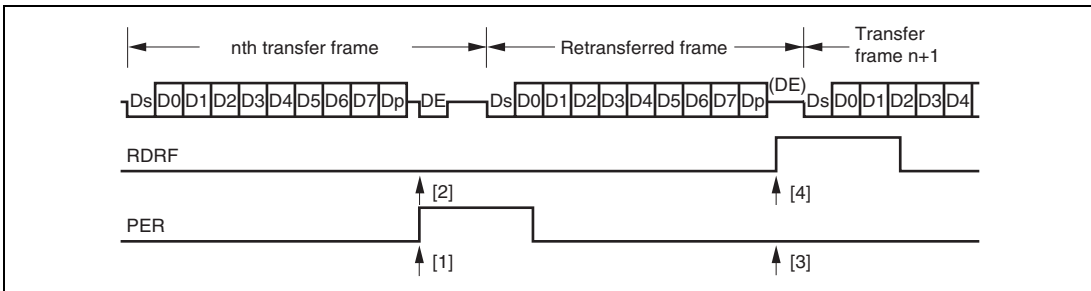 nth transfer frame Retransferred frame Transfer
frame n+1
Ds D0 D1 D2 D3 D4 D5 D6 D7 Dp DE Ds D0 D1 D2 D3 D4 D5 D6 D7 Dp (DE) Ds D0 D1 D2 D3 D4
RDRF
[2] [4]
PER
[1] [3]